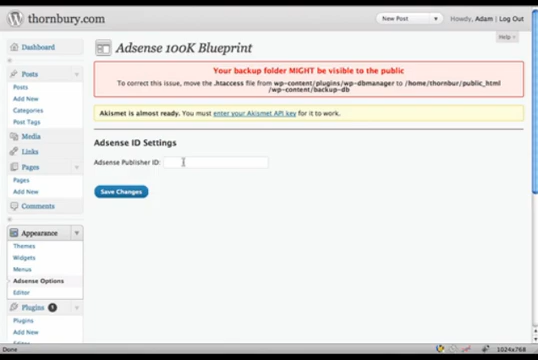 thornbury.com
New Post
Howdy, Adam | Log Out
Help
Dashboard
Posts
Posts
Add New
Categories
Post Tags
Media
Links
Pages
Pages
Add New
Comments
Appearance
Themes
Widgets
Menus
Adsense Options
Editor
Plugins 1
Plugins
Add New
Adsense 100K Blueprint
Your backup folder MIGHT be visible to the public
To correct this issue, move the .htaccess file from wp-content/plugins/wp-dbmanager to /home/thornbur/public_html
/wp-content/backup-db
Akismet is almost ready. You must enter your Akismet API key for it to work.
Adsense ID Settings
Adsense Publisher ID:
Save Changes
Done
1024x768